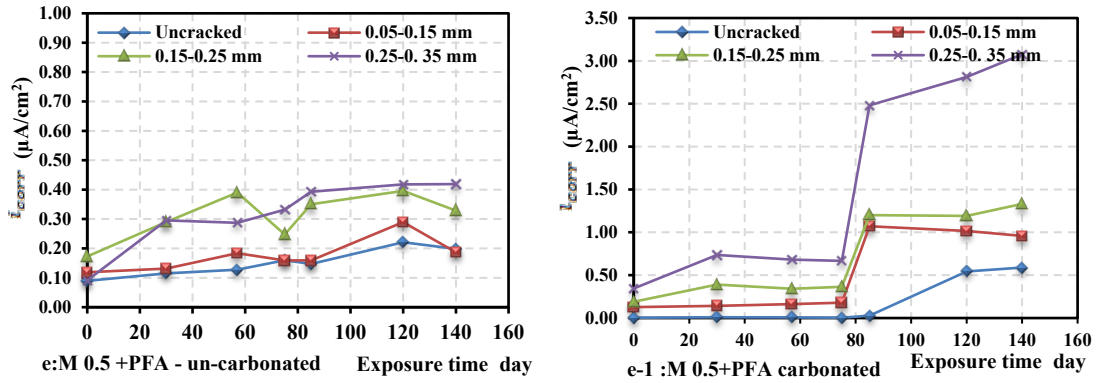 1.00
0.90
0.80
0.70
0.60
0.50
0.40
0.30
0.20
0.10
0.00
i_corr (µA/cm²)
Uncracked
0.05-0.15 mm
0.15-0.25 mm
0.25-0. 35 mm
0 20 40 60 80 100 120 140 160
e:M 0.5 +PFA - un-carbonated Exposure time day
3.50
3.00
2.50
2.00
1.50
1.00
0.50
0.00
i_corr (µA/cm²)
Uncracked
0.05-0.15 mm
0.15-0.25 mm
0.25-0. 35 mm
0 20 40 60 80 100 120 140 160
e-1 :M 0.5+PFA carbonated Exposure time day